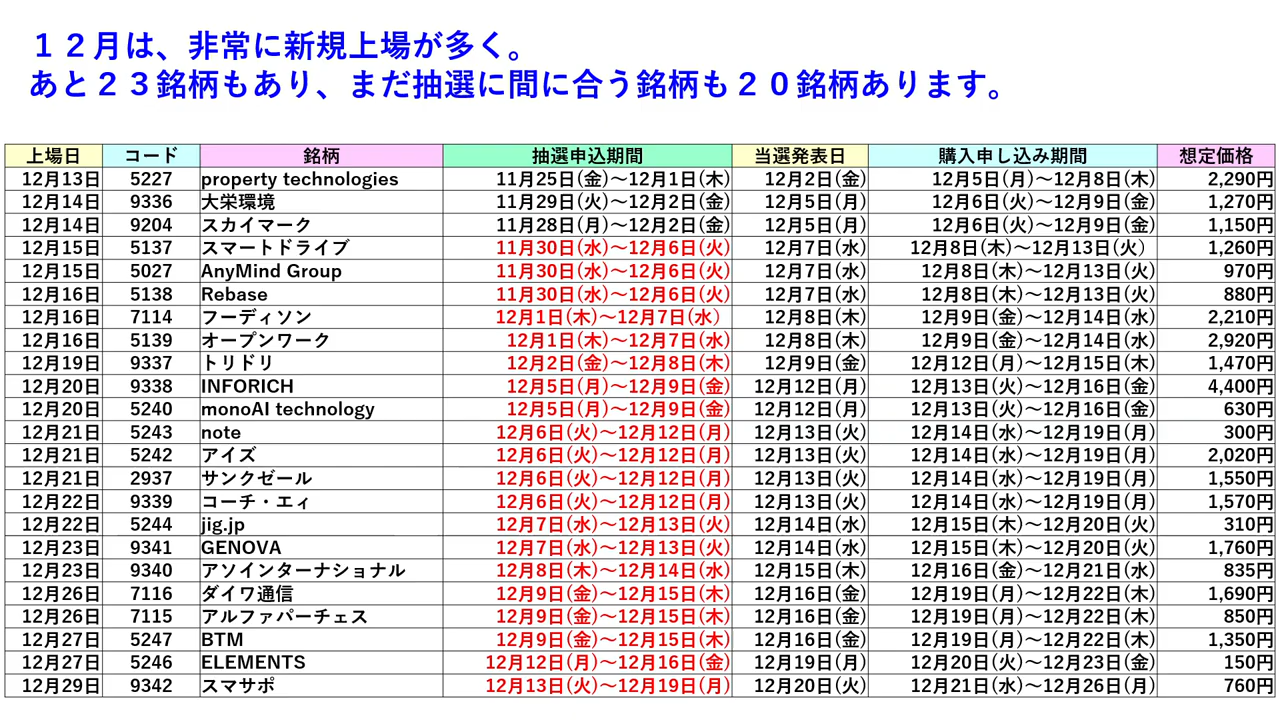 １２月は、非常に新規上場が多く。
あと２３銘柄もあり、まだ抽選に間に合う銘柄も２０銘柄あります。
上場日 コード 銘柄 抽選申込期間 当選発表日 購入申し込み期間 想定価格
12月13日 5227 property technologies 11月25日(金)～12月1日(木) 12月2日(金) 12月5日(月)～12月8日(木) 2,290円
12月14日 9336 大栄環境 11月29日(火)～12月2日(金) 12月5日(月) 12月6日(火)～12月9日(金) 1,270円
12月14日 9204 スカイマーク 11月28日(月)～12月2日(金) 12月5日(月) 12月6日(火)～12月9日(金) 1,150円
12月15日 5137 スマートドライブ 11月30日(水)～12月6日(火) 12月7日(水) 12月8日(木)～12月13日(火) 1,260円
12月15日 5027 AnyMind Group 11月30日(水)～12月6日(火) 12月7日(水) 12月8日(木)～12月13日(火) 970円
12月16日 5138 Rebase 11月30日(水)～12月6日(火) 12月7日(水) 12月8日(木)～12月13日(火) 880円
12月16日 7114 フーディソン 12月1日(木)～12月7日(水) 12月8日(木) 12月9日(金)～12月14日(水) 2,210円
12月16日 5139 オープンワーク 12月1日(木)～12月7日(水) 12月8日(木) 12月9日(金)～12月14日(水) 2,920円
12月19日 9337 トリドリ 12月2日(金)～12月8日(木) 12月9日(金) 12月12日(月)～12月15日(木) 1,470円
12月20日 9338 INFORICH 12月5日(月)～12月9日(金) 12月12日(月) 12月13日(火)～12月16日(金) 4,400円
12月20日 5240 monoAI technology 12月5日(月)～12月9日(金) 12月12日(月) 12月13日(火)～12月16日(金) 630円
12月21日 5243 note 12月6日(火)～12月12日(月) 12月13日(火) 12月14日(水)～12月19日(月) 300円
12月21日 5242 アイズ 12月6日(火)～12月12日(月) 12月13日(火) 12月14日(水)～12月19日(月) 2,020円
12月21日 2937 サンクゼール 12月6日(火)～12月12日(月) 12月13日(火) 12月14日(水)～12月19日(月) 1,550円
12月22日 9339 コーチ・エィ 12月6日(火)～12月12日(月) 12月13日(火) 12月14日(水)～12月19日(月) 1,570円
12月22日 5244 jig.jp 12月7日(水)～12月13日(火) 12月14日(水) 12月15日(木)～12月20日(火) 310円
12月23日 9341 GENOVA 12月7日(水)～12月13日(火) 12月14日(水) 12月15日(木)～12月20日(火) 1,760円
12月23日 9340 アソインターナショナル 12月8日(木)～12月14日(水) 12月15日(木) 12月16日(金)～12月21日(水) 835円
12月26日 7116 ダイワ通信 12月9日(金)～12月15日(木) 12月16日(金) 12月19日(月)～12月22日(木) 1,690円
12月26日 7115 アルファパーチェス 12月9日(金)～12月15日(木) 12月16日(金) 12月19日(月)～12月22日(木) 850円
12月27日 5247 BTM 12月9日(金)～12月15日(木) 12月16日(金) 12月19日(月)～12月22日(木) 1,350円
12月27日 5246 ELEMENTS 12月12日(月)～12月16日(金) 12月19日(月) 12月20日(火)～12月23日(金) 150円
12月29日 9342 スマサポ 12月13日(火)～12月19日(月) 12月20日(火) 12月21日(水)～12月26日(月) 760円